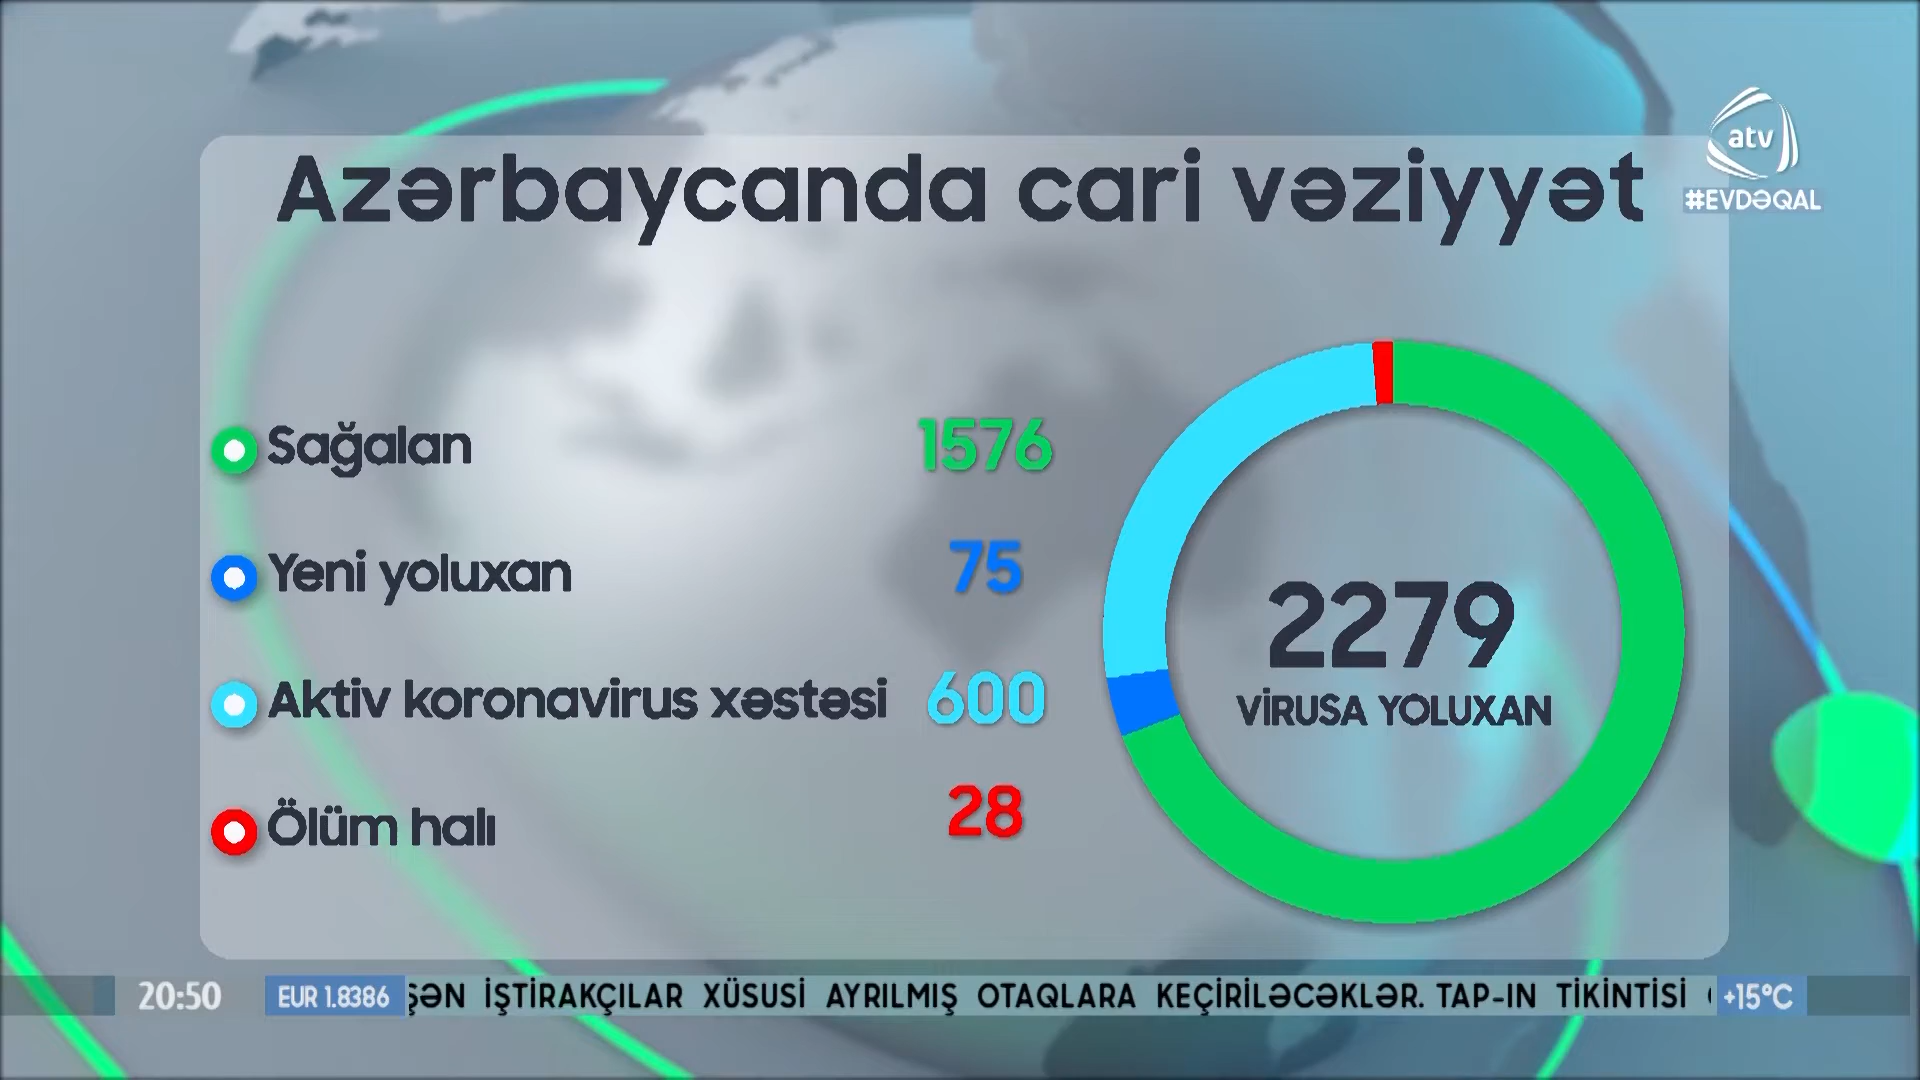 atv
#EVDƏQAL
Azərbaycanda cari vəziyyət
Sağalan 1576
Yeni yoluxan 75
Aktiv koronavirus xəstəsi 600
Ölüm halı 28
2279
VİRUSA YOLUXAN
20:50 EUR 1.8386 ŞƏN İŞTİRAKÇILAR XÜSUSİ AYRILMIŞ OTAQLARA KEÇİRİLƏCƏKLƏR. TAP-IN TİKİNTİSİ +15°C